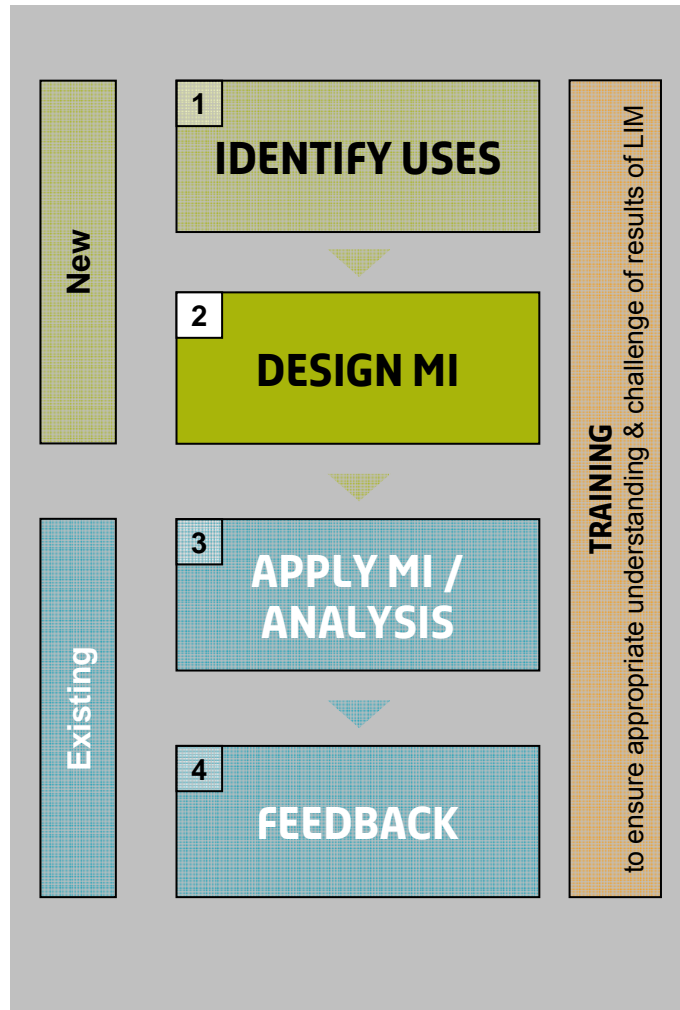 New
1
IDENTIFY USES
2
DESIGN MI
Existing
3
APPLY MI /
ANALYSIS
4
FEEDBACK
TRAINING
to ensure appropriate understanding & challenge of results of LIM